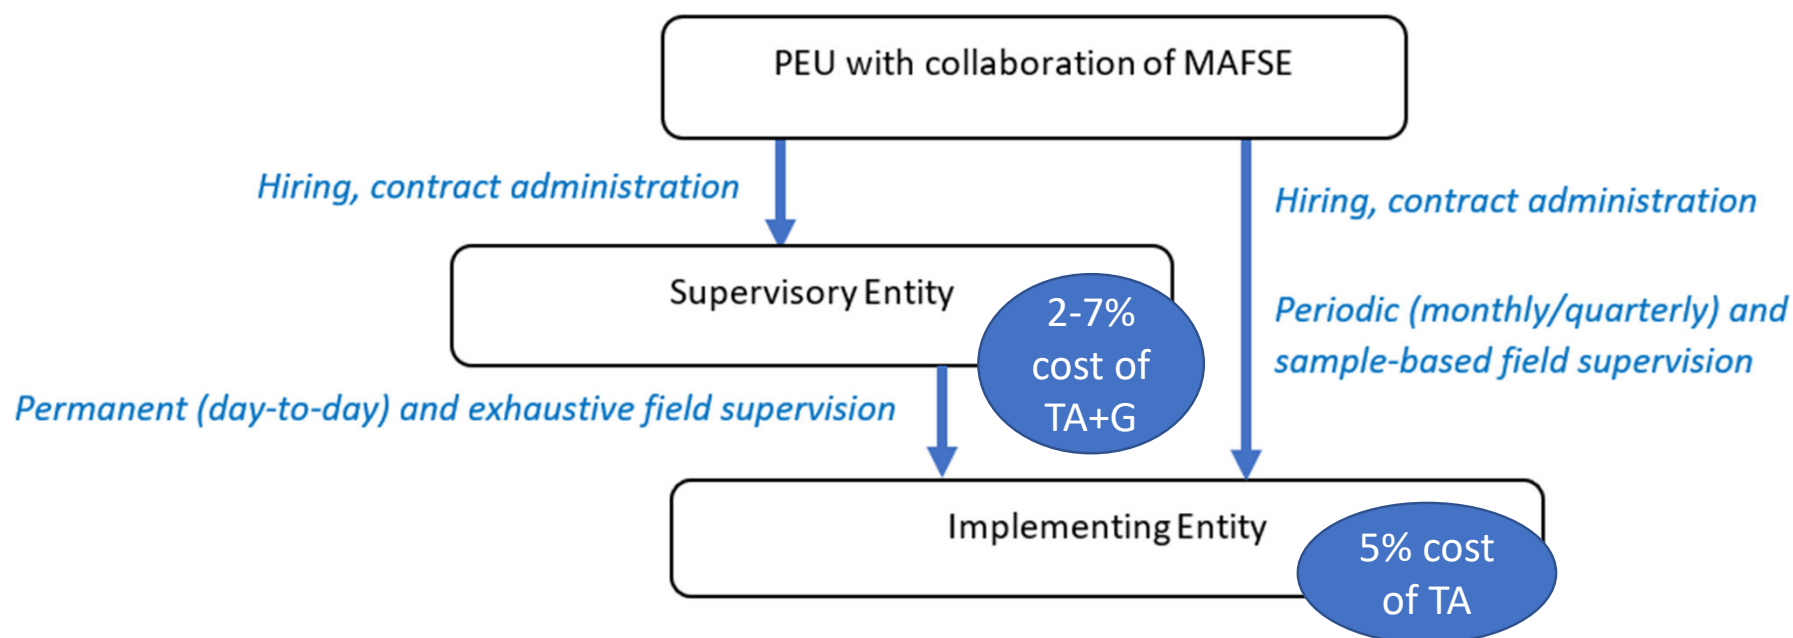 PEU with collaboration of MAFSE
Hiring, contract administration
Hiring, contract administration
Supervisory Entity
2-7%
cost of
TA+G
Periodic (monthly/quarterly) and
sample-based field supervision
Permanent (day-to-day) and exhaustive field supervision
Implementing Entity
5% cost
of TA